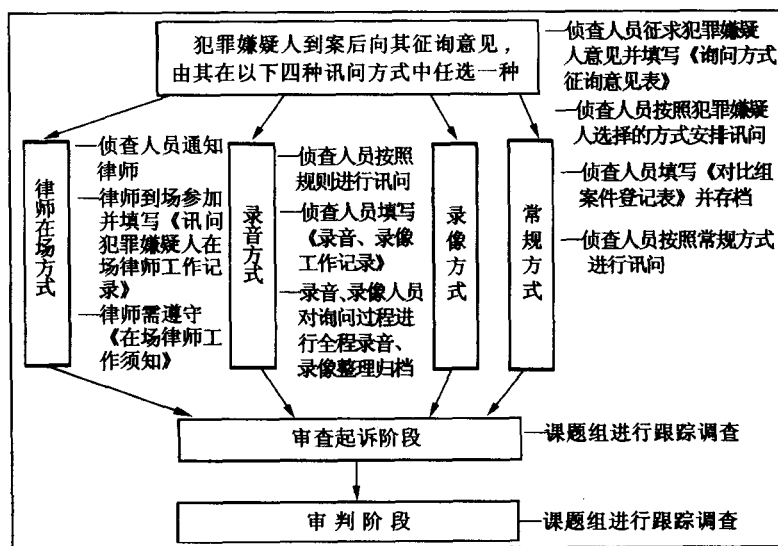 犯罪嫌疑人到案后向其征询意见，
由其在以下四种讯问方式中任选一种
侦查人员征求犯罪嫌疑
人意见并填写《询问方式
征询意见表》
侦查人员按照犯罪嫌疑
人选择的方式安排讯问
律师在场方式
侦查人员通知
律师
律师到场参加
并填写《讯问
犯罪嫌疑人在
场律师工作记
录》
律师需遵守
《在场律师工
作须知》
录音方式
侦查人员按照
规则进行讯问
侦查人员填写
《录音、录像
工作记录》
录音、录像人员
对询问过程进
行全程录音、
录像整理归档
录像方式
常规方式
侦查人员填写《对比组
案件登记表》并存档
侦查人员按照常规方式
进行讯问
审查起诉阶段
课题组进行跟踪调查
审判阶段
课题组进行跟踪调查